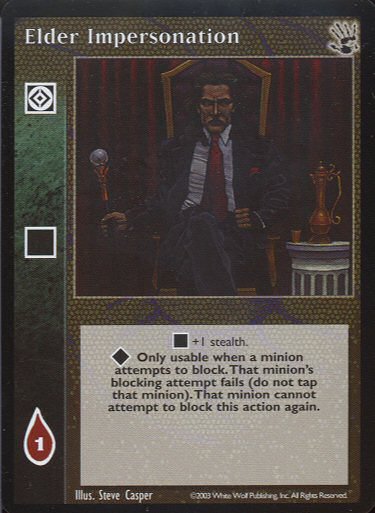 Elder Impersonation
+1 stealth.
Only usable when a minion
attempts to block. That minion's
blocking attempt fails (do not tap
that minion). That minion cannot
attempt to block this action again.
1
Illus. Steve Casper
©2003 White Wolf Publishing, Inc. All Rights Reserved.